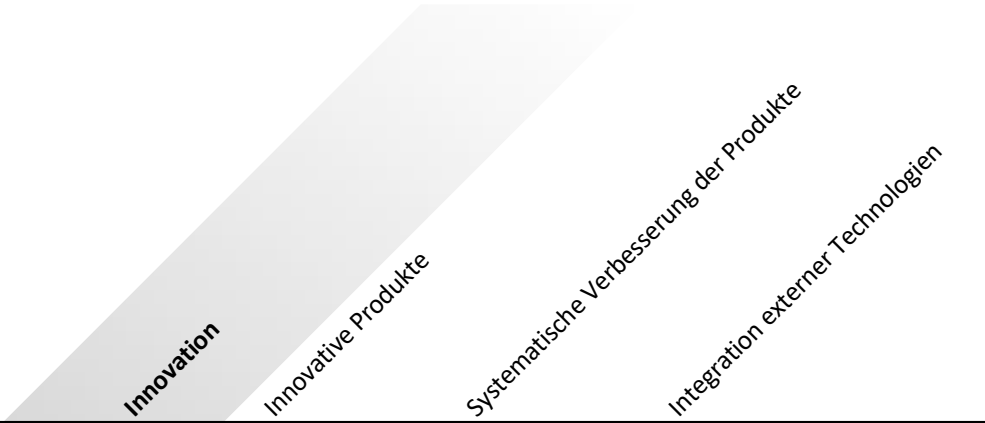 Innovation
Innovative Produkte
Systematische Verbesserung der Produkte
Integration externer Technologien